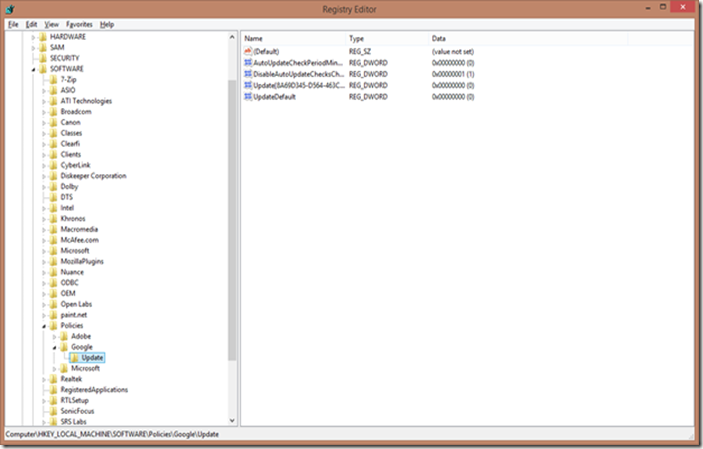 Registry Editor
File Edit View Favorites Help
HARDWARE
SAM
SECURITY
SOFTWARE
7-Zip
ASIO
ATI Technologies
Broadcom
Canon
Classes
Clearfi
Clients
CyberLink
Diskeeper Corporation
Dolby
DTS
Intel
Khronos
Macromedia
McAfee.com
Microsoft
MozillaPlugins
Nuance
ODBC
OEM
Open Labs
paint.net
Policies
Adobe
Google
Update
Microsoft
Realtek
RegisteredApplications
RTLSetup
SonicFocus
SRS Labs
Name Type Data
(Default) REG_SZ (value not set)
AutoUpdateCheckPeriodMin... REG_DWORD 0x00000000 (0)
DisableAutoUpdateChecksCh... REG_DWORD 0x00000001 (1)
Update{8A69D345-D564-463C... REG_DWORD 0x00000000 (0)
UpdateDefault REG_DWORD 0x00000000 (0)
Computer\HKEY_LOCAL_MACHINE\SOFTWARE\Policies\Google\Update